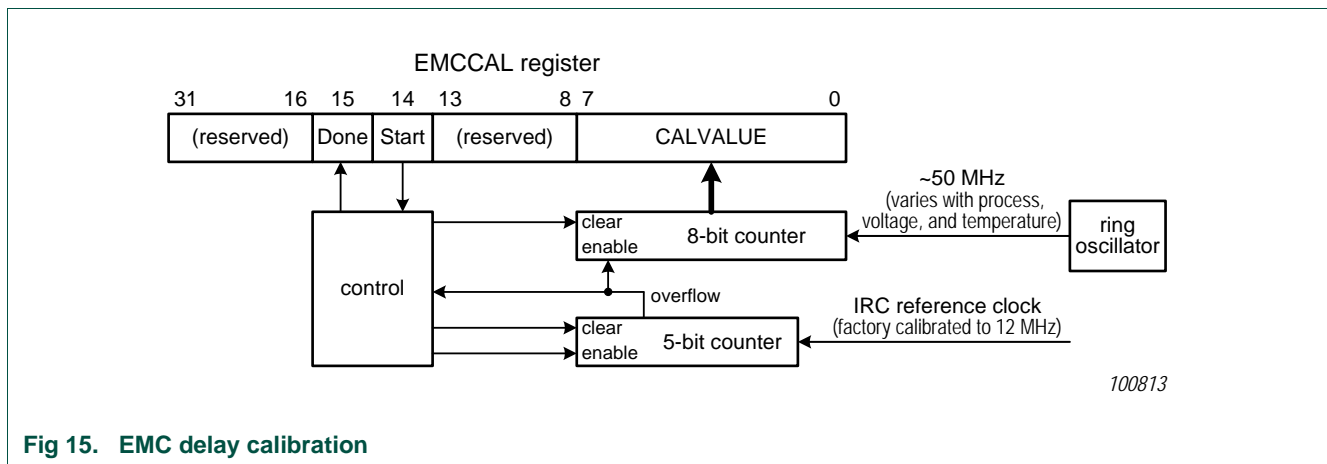 EMCCAL register
31 16 15 14 13 8 7 0
(reserved) Done Start (reserved) CALVALUE
~50 MHz
(varies with process,
voltage, and temperature)
ring
oscillator
clear
enable
8-bit counter
control
overflow
IRC reference clock
(factory calibrated to 12 MHz)
clear
enable
5-bit counter
100813
Fig 15. EMC delay calibration